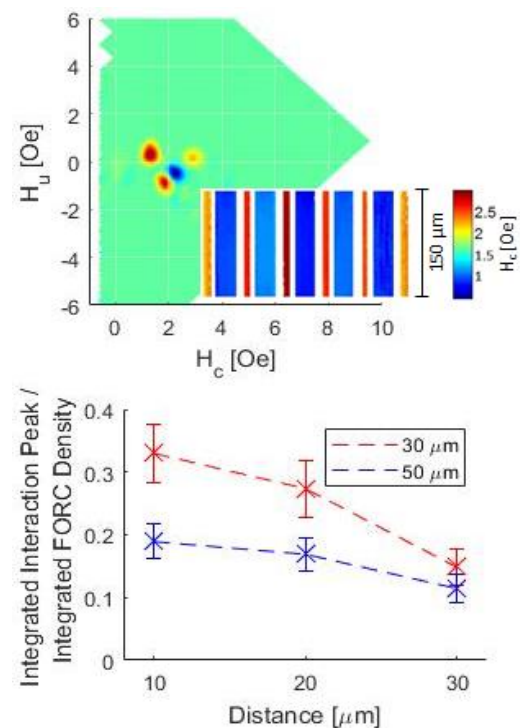 6
4
2
0
-2
-4
-6
H_u [Oe]
0
2
4
6
8
10
H_c [Oe]
150 µm
2.5
2
1.5
1
H_c [Oe]
0.4
0.3
0.2
0.1
0
Integrated Interaction Peak /
Integrated FORC Density
30 µm
50 µm
10
20
30
Distance [µm]